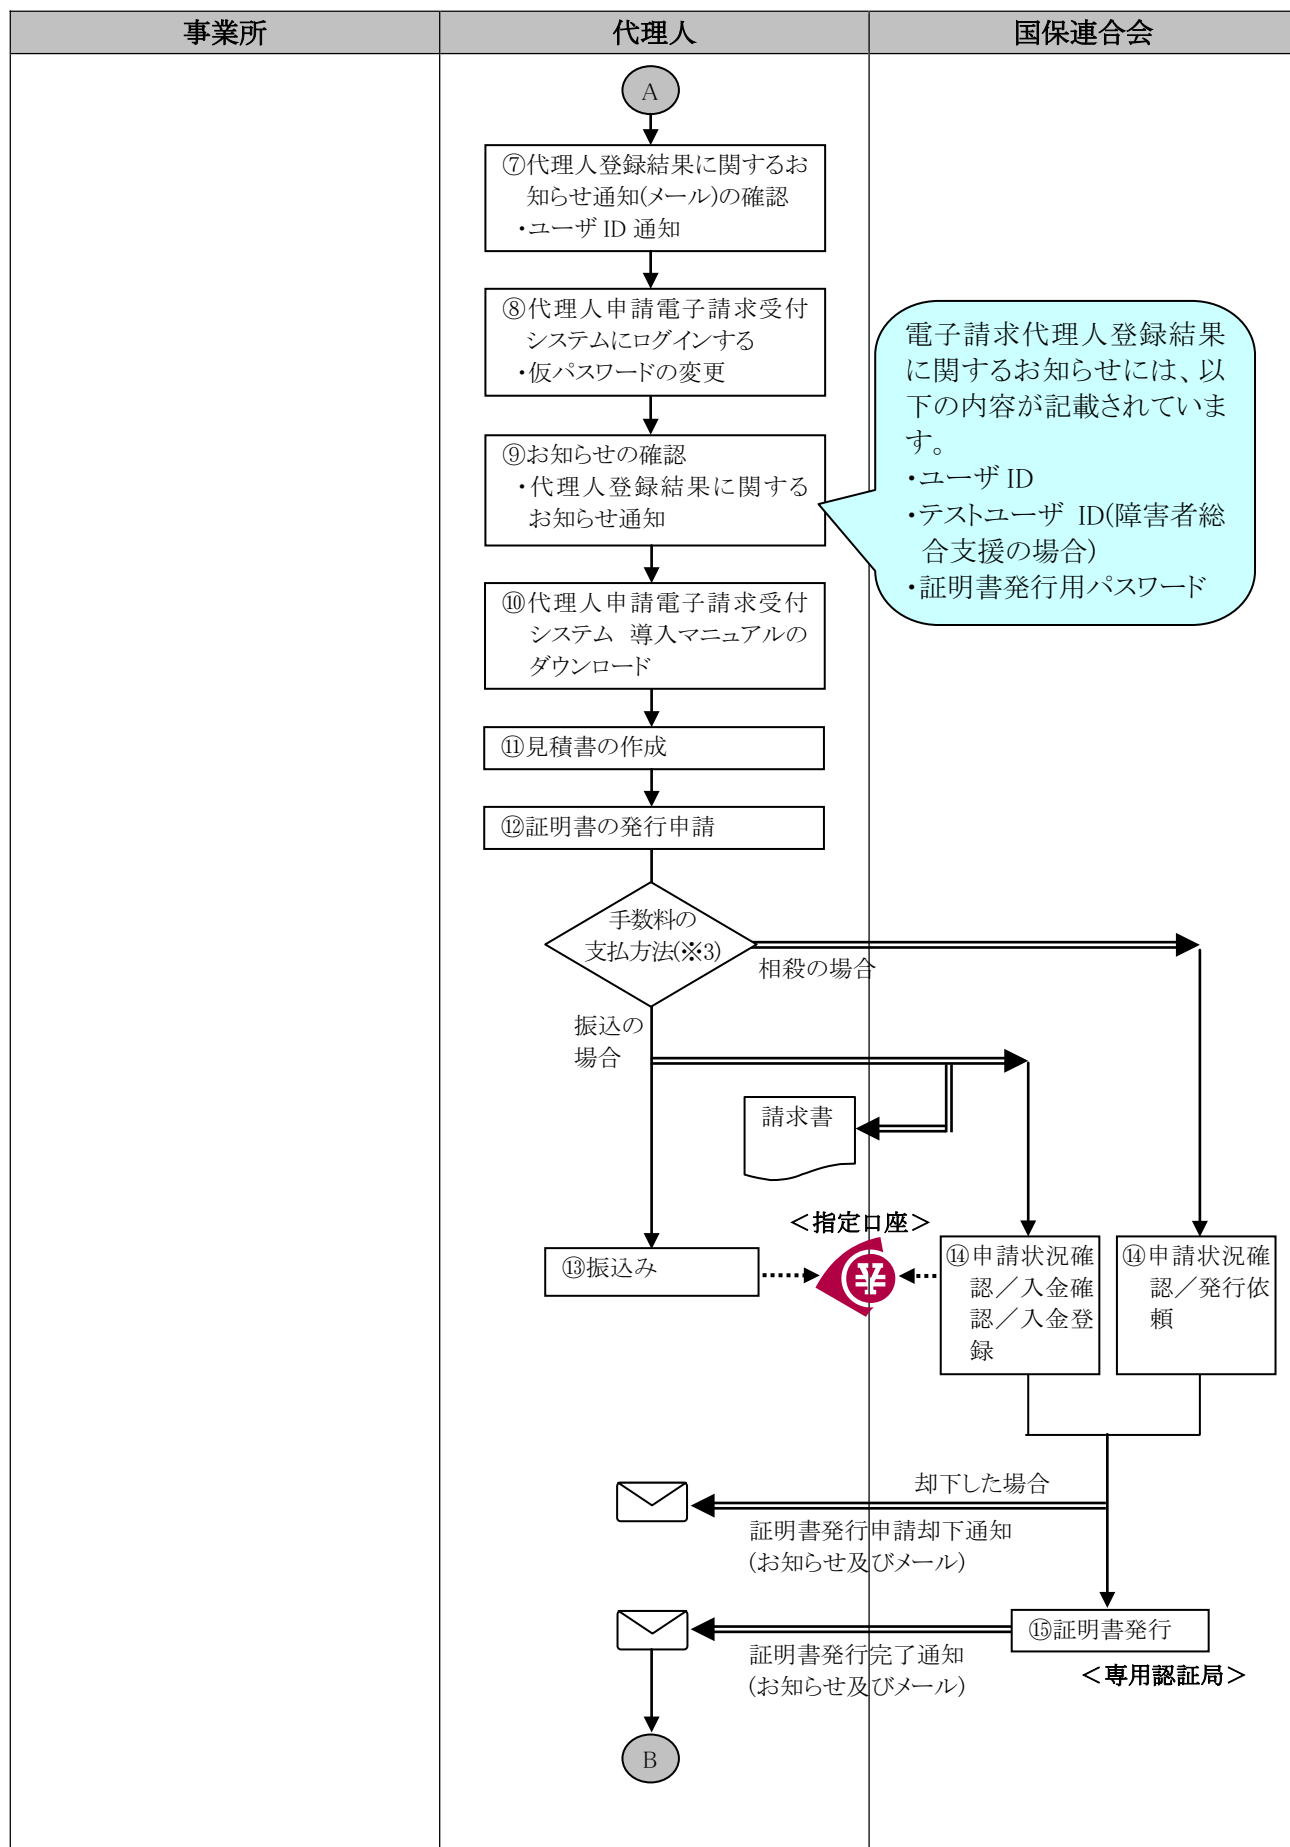 事業所
代理人
国保連合会
A
⑦代理人登録結果に関するお
知らせ通知(メール)の確認
・ユーザ ID 通知
⑧代理人申請電子請求受付
システムにログインする
・仮パスワードの変更
⑨お知らせの確認
・代理人登録結果に関する
お知らせ通知
電子請求代理人登録結果
に関するお知らせには、以
下の内容が記載されていま
す。
・ユーザ ID
・テストユーザ ID(障害者総
合支援の場合)
・証明書発行用パスワード
⑩代理人申請電子請求受付
システム 導入マニュアルの
ダウンロード
⑪見積書の作成
⑫証明書の発行申請
手数料の
支払方法(※3)
相殺の場合
振込の
場合
請求書
＜指定口座＞
⑬振込み
¥
⑭申請状況確
認／入金確
認／入金登
録
⑭申請状況確
認／発行依
頼
却下した場合
証明書発行申請却下通知
(お知らせ及びメール)
⑮証明書発行
証明書発行完了通知
(お知らせ及びメール)
＜専用認証局＞
B